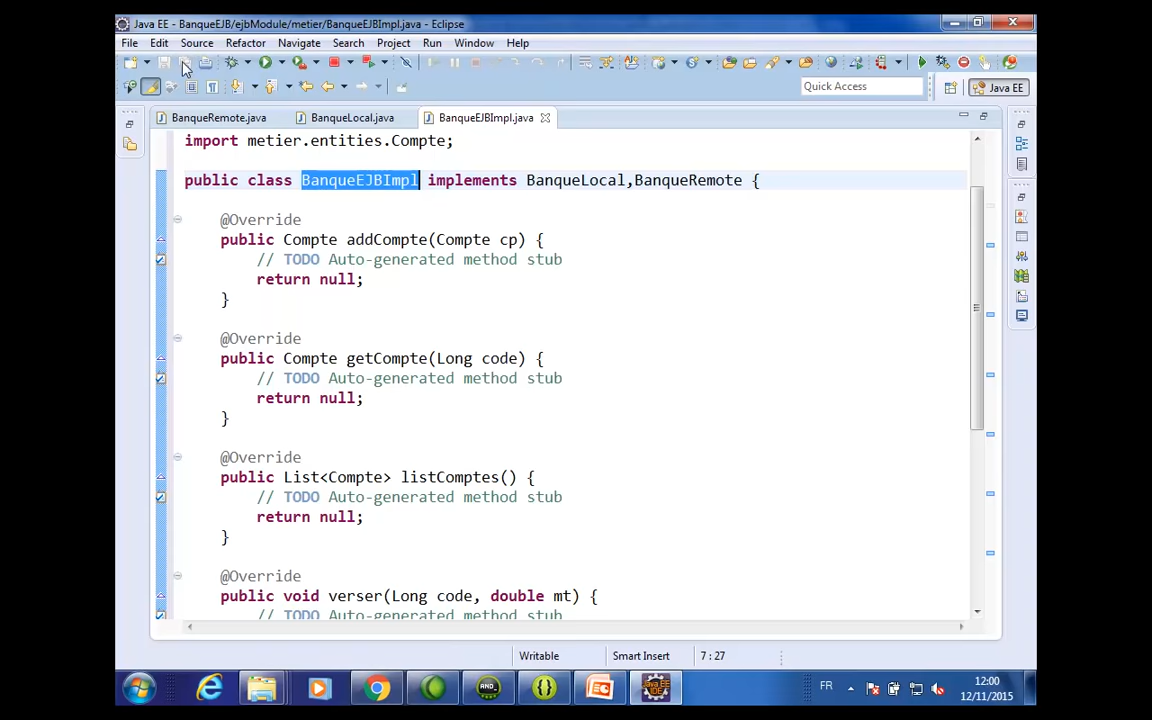 Java EE - BanqueEJB/ejbModule/metier/BanqueEJBImpl.java - Eclipse
File Edit Source Refactor Navigate Search Project Run Window Help
Quick Access
Java EE
BanqueRemote.java BanqueLocal.java BanqueEJBImpl.java
import metier.entities.Compte;
public class BanqueEJBImpl implements BanqueLocal,BanqueRemote {
@Override
public Compte addCompte(Compte cp) {
// TODO Auto-generated method stub
return null;
}
@Override
public Compte getCompte(Long code) {
// TODO Auto-generated method stub
return null;
}
@Override
public List<Compte> listComptes() {
// TODO Auto-generated method stub
return null;
}
@Override
public void verser(Long code, double mt) {
// TODO Auto-generated method stub
Writable Smart Insert 7 : 27
FR
12:00
12/11/2015